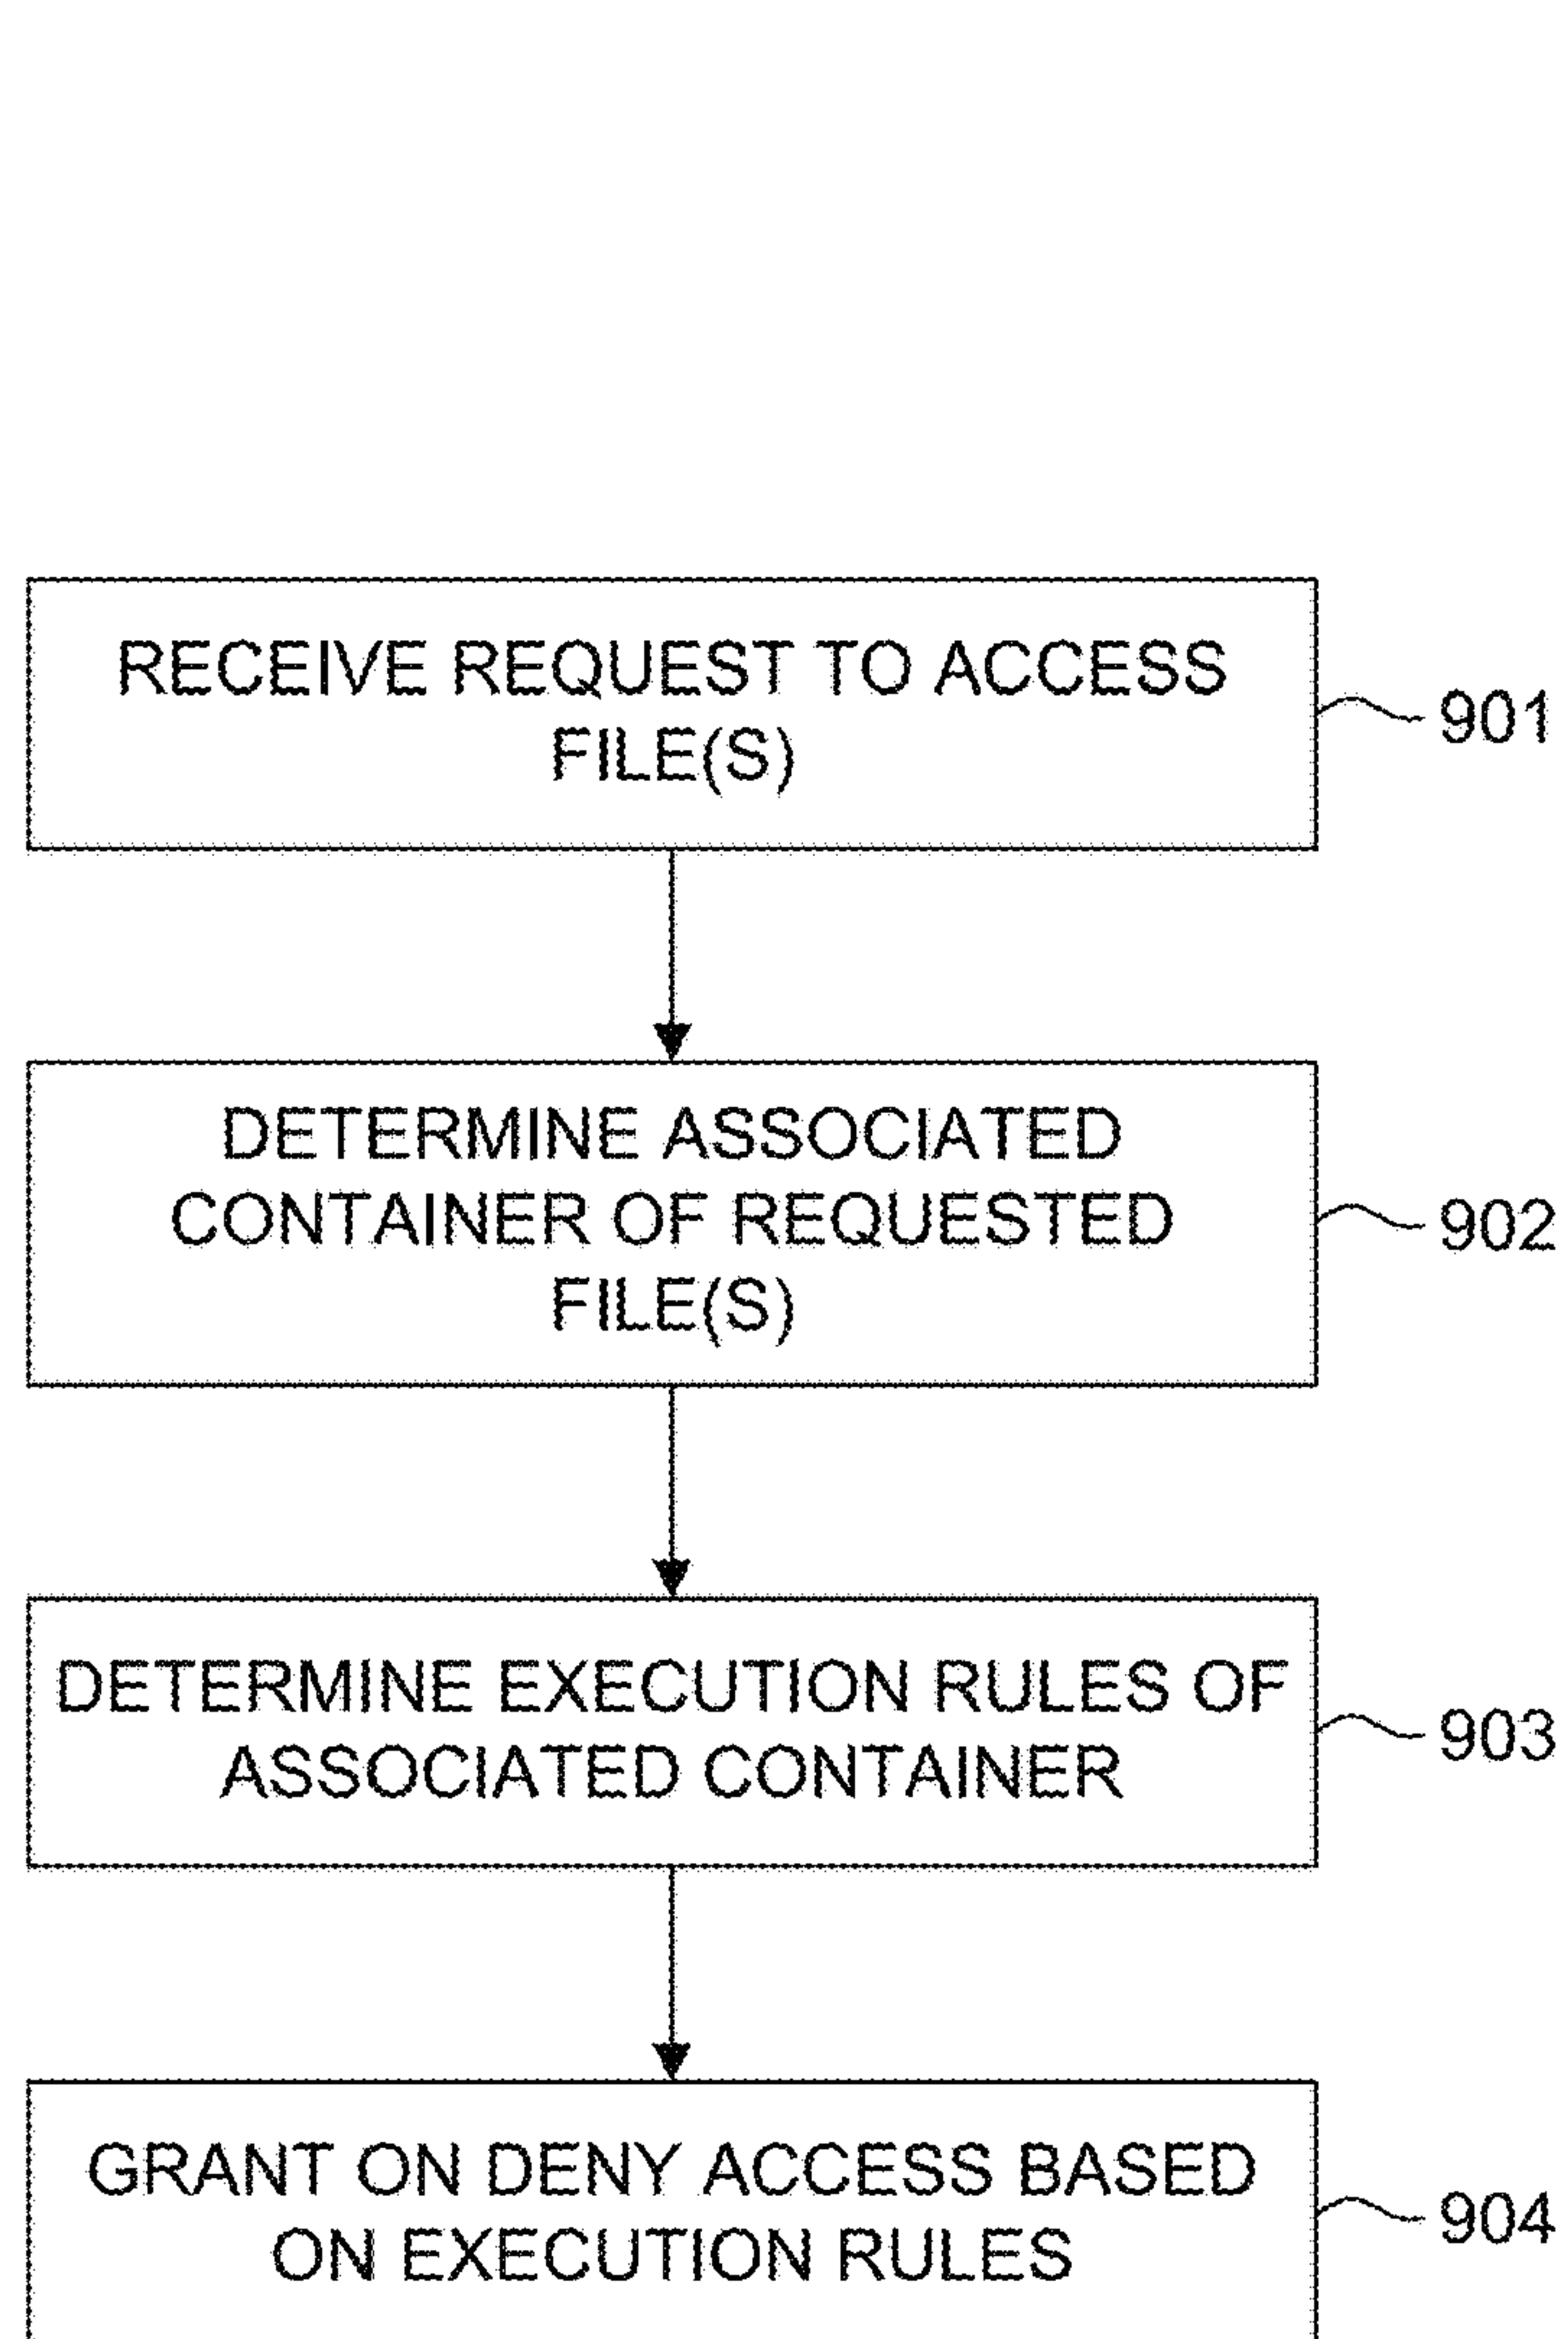 RECEIVE REQUEST TO ACCESS
FILE(S)
901
DETERMINE ASSOCIATED
CONTAINER OF REQUESTED
FILE(S)
902
DETERMINE EXECUTION RULES OF
ASSOCIATED CONTAINER
903
GRANT ON DENY ACCESS BASED
ON EXECUTION RULES
904